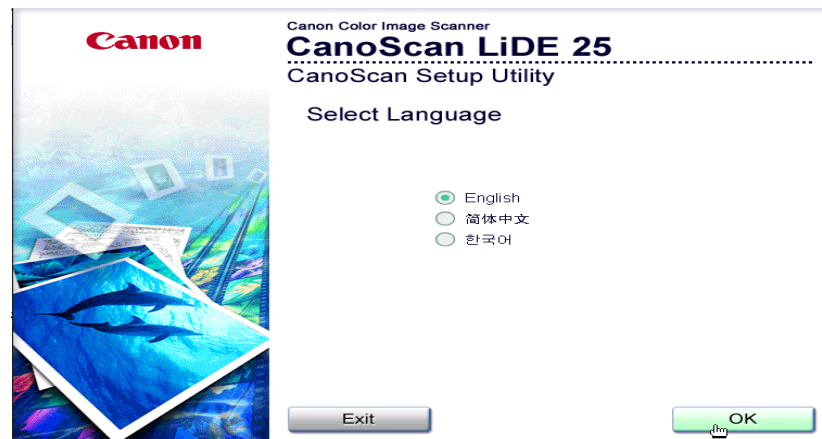 Canon
Canon Color Image Scanner
CanoScan LiDE 25
CanoScan Setup Utility
Select Language
English
简体中文
한국어
Exit
OK